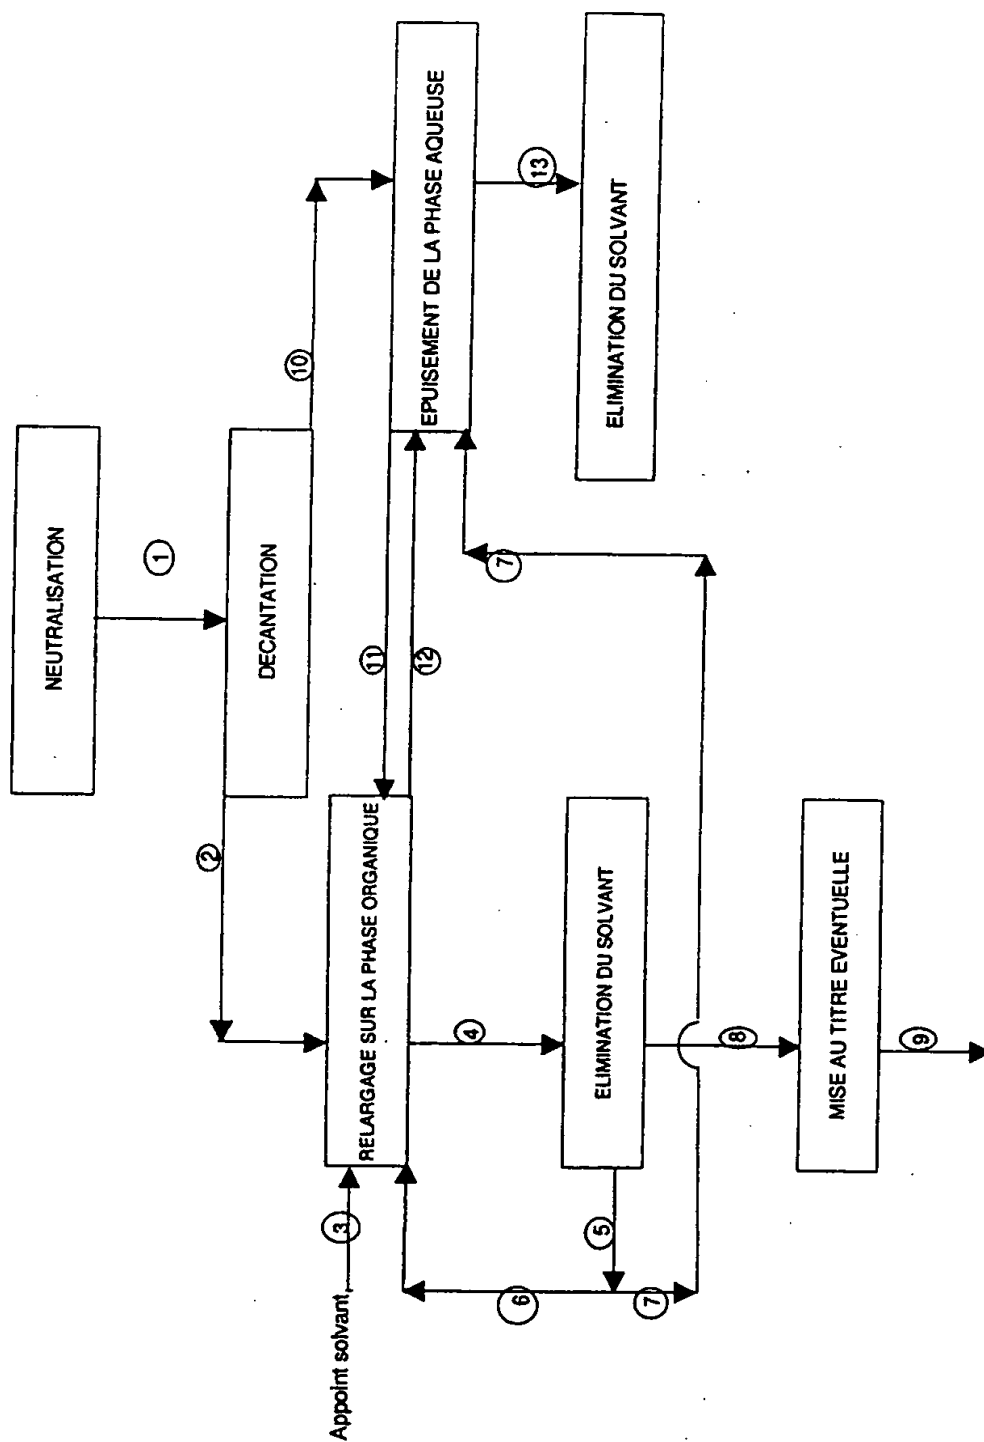 NEUTRALISATION
1
DECANTATION
2
10
RELARGAGE SUR LA PHASE ORGANIQUE
11
12
EPUISEMENT DE LA PHASE AQUEUSE
Appoint solvant
3
4
13
6
5
7
7
ELIMINATION DU SOLVANT
ELIMINATION DU SOLVANT
8
MISE AU TITRE EVENTUELLE
9